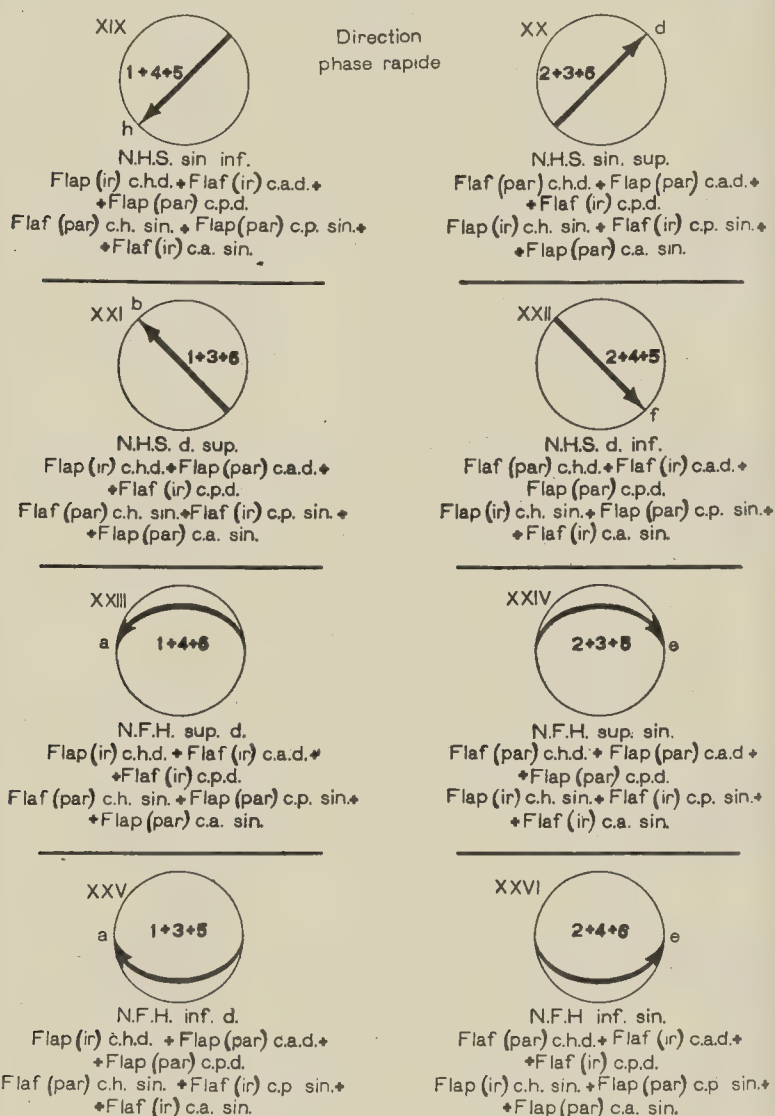 XIX
1+4+5
h
N.H.S. sin inf.
Flap (ir) c.h.d.+Flaf (ir) c.a.d.+
+Flap (par) c.p.d.
Flaf (par) c.h. sin.+Flap(par) c.p. sin.+
+Flaf (ir) c.a. sin.
Direction
phase rapide
XX
d
2+3+6
N.H.S. sin. sup.
Flaf (par) c.h.d.+Flap (par) c.a.d.+
+Flaf (ir) c.p.d.
Flap (ir) c.h. sin.+Flaf (ir) c.p. sin.+
+Flap (par) c.a. sin.
XXI
b
1+3+6
N.H.S. d. sup.
Flap (ir) c.h.d.+Flap (par) c.a.d.+
+Flaf (ir) c.p.d.
Flaf (par) c.h. sin.+Flaf (ir) c.p. sin.+
+Flap (par) c.a. sin.
XXII
2+4+5
f
N.H.S. d. inf.
Flaf (par) c.h.d.+Flaf (ir) c.a.d.+
Flap (par) c.p.d.
Flap (ir) c.h. sin.+Flap (par) c.p. sin.+
+Flaf (ir) c.a. sin.
XXIII
a
1+4+6
N.F.H. sup. d.
Flap (ir) c.h.d.+Flaf (ir) c.a.d.+
+Flaf (ir) c.p.d.
Flaf (par) c.h. sin.+Flap (par) c.p. sin.+
+Flap (par) c.a. sin.
XXIV
2+3+5
e
N.F.H. sup. sin.
Flaf (par) c.h.d.+Flap (par) c.a.d+
+Flap (par) c.p.d.
Flap (ir) c.h. sin.+Flaf (ir) c.p. sin.+
+Flaf (ir) c.a. sin.
XXV
a
1+3+5
N.F.H. inf. d.
Flap (ir) c.h.d. +Flap (par) c.a.d.+
+Flap (par) c.p.d.
Flaf (par) c.h. sin. +Flaf (ir) c.p sin.+
+Flaf (ir) c.a. sin.
XXVI
2+4+6
e
N.F.H inf. sin.
Flaf (par) c.h.d.+Flaf (ir) c.a.d.+
+Flaf (ir) c.p.d.
Flap (ir) c.h. sin.+Flap (par) c.p sin.+
+Flap (par) c.a. sin.